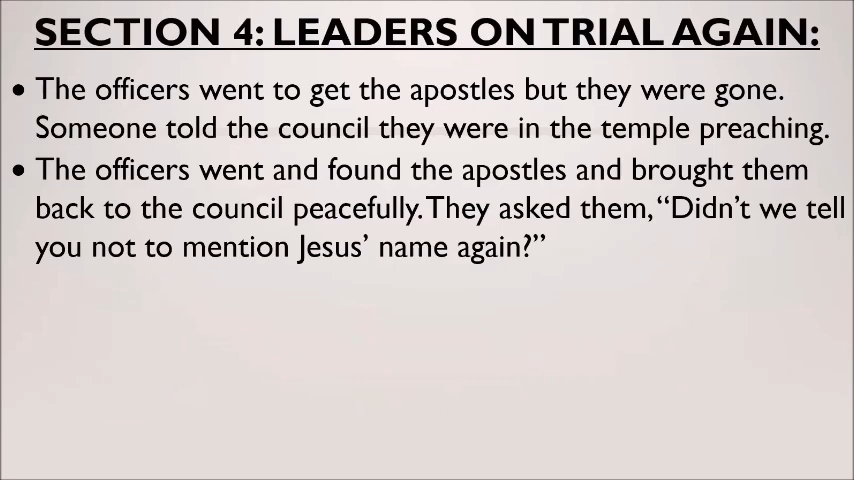 SECTION 4: LEADERS ON TRIAL AGAIN:
• The officers went to get the apostles but they were gone.
Someone told the council they were in the temple preaching.
• The officers went and found the apostles and brought them
back to the council peacefully. They asked them, “Didn’t we tell
you not to mention Jesus’ name again?”